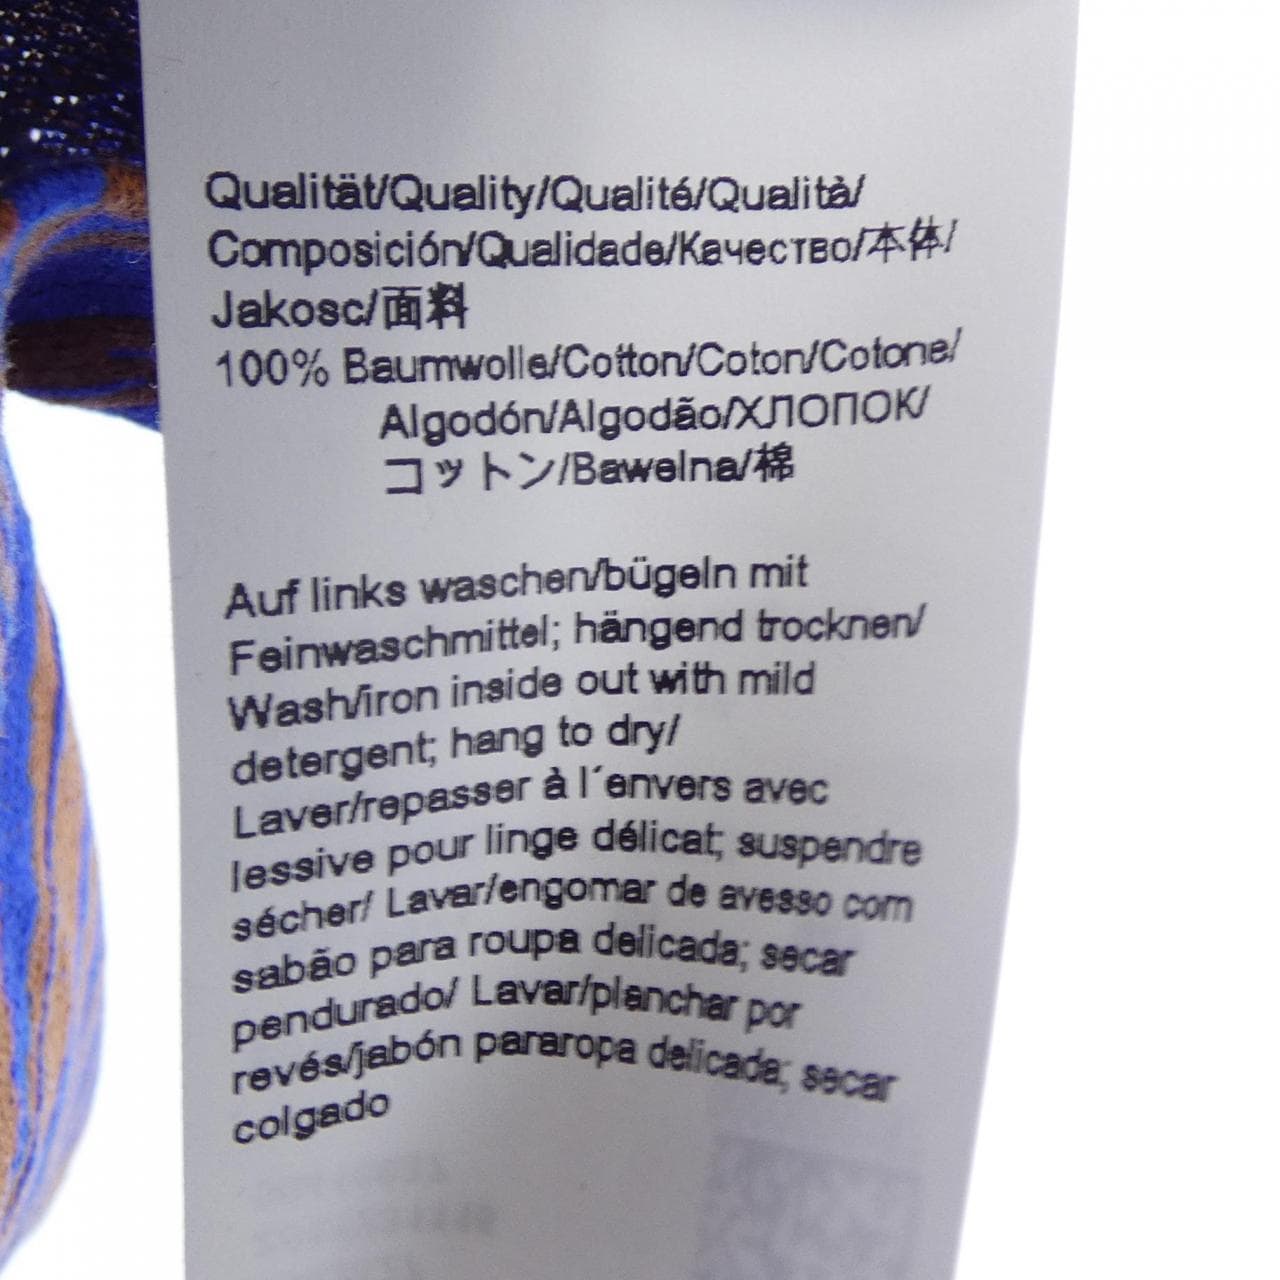 Qualität/Quality/Qualité/Qualità/
Composición/Qualidade/Качество/本体/
Jakosc/面料
100% Baumwolle/Cotton/Coton/Cotone/
Algodón/Algodão/ХЛОПОК/
コットン/Bawelna/棉
Auf links waschen/bügeln mit
Feinwaschmittel; hängend trocknen/
Wash/iron inside out with mild
detergent; hang to dry/
Laver/repasser à l´envers avec
lessive pour linge délicat; suspendre
sécher/ Lavar/engomar de avesso com
sabão para roupa delicada; secar
pendurado/ Lavar/planchar por
revés/jabón pararopa delicada; secar
colgado